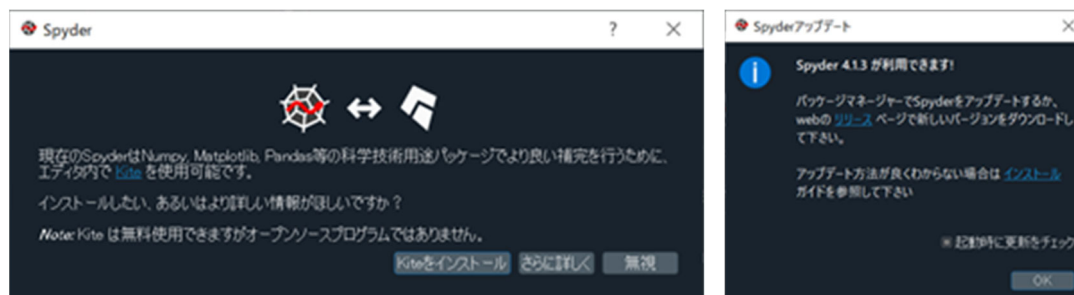 Spyder
現在のSpyderはNumpy, Matplotlib, Pandas等の科学技術用途パッケージでより良い補完を行うために、
エディタ内で Kite を使用可能です。
インストールしたい、あるいはより詳しい情報がほしいですか？
Note: Kite は無料使用できますがオープンソースプログラムではありません。
Kiteをインストール さらに詳しく 無視
Spyderアップデート
Spyder 4.1.3 が利用できます!
パッケージマネージャーでSpyderをアップデートするか、
webの リリース ページで新しいバージョンをダウンロードし
て下さい。
アップデート方法が良くわからない場合は インストール
ガイドを参照して下さい
起動時に更新をチェック
OK